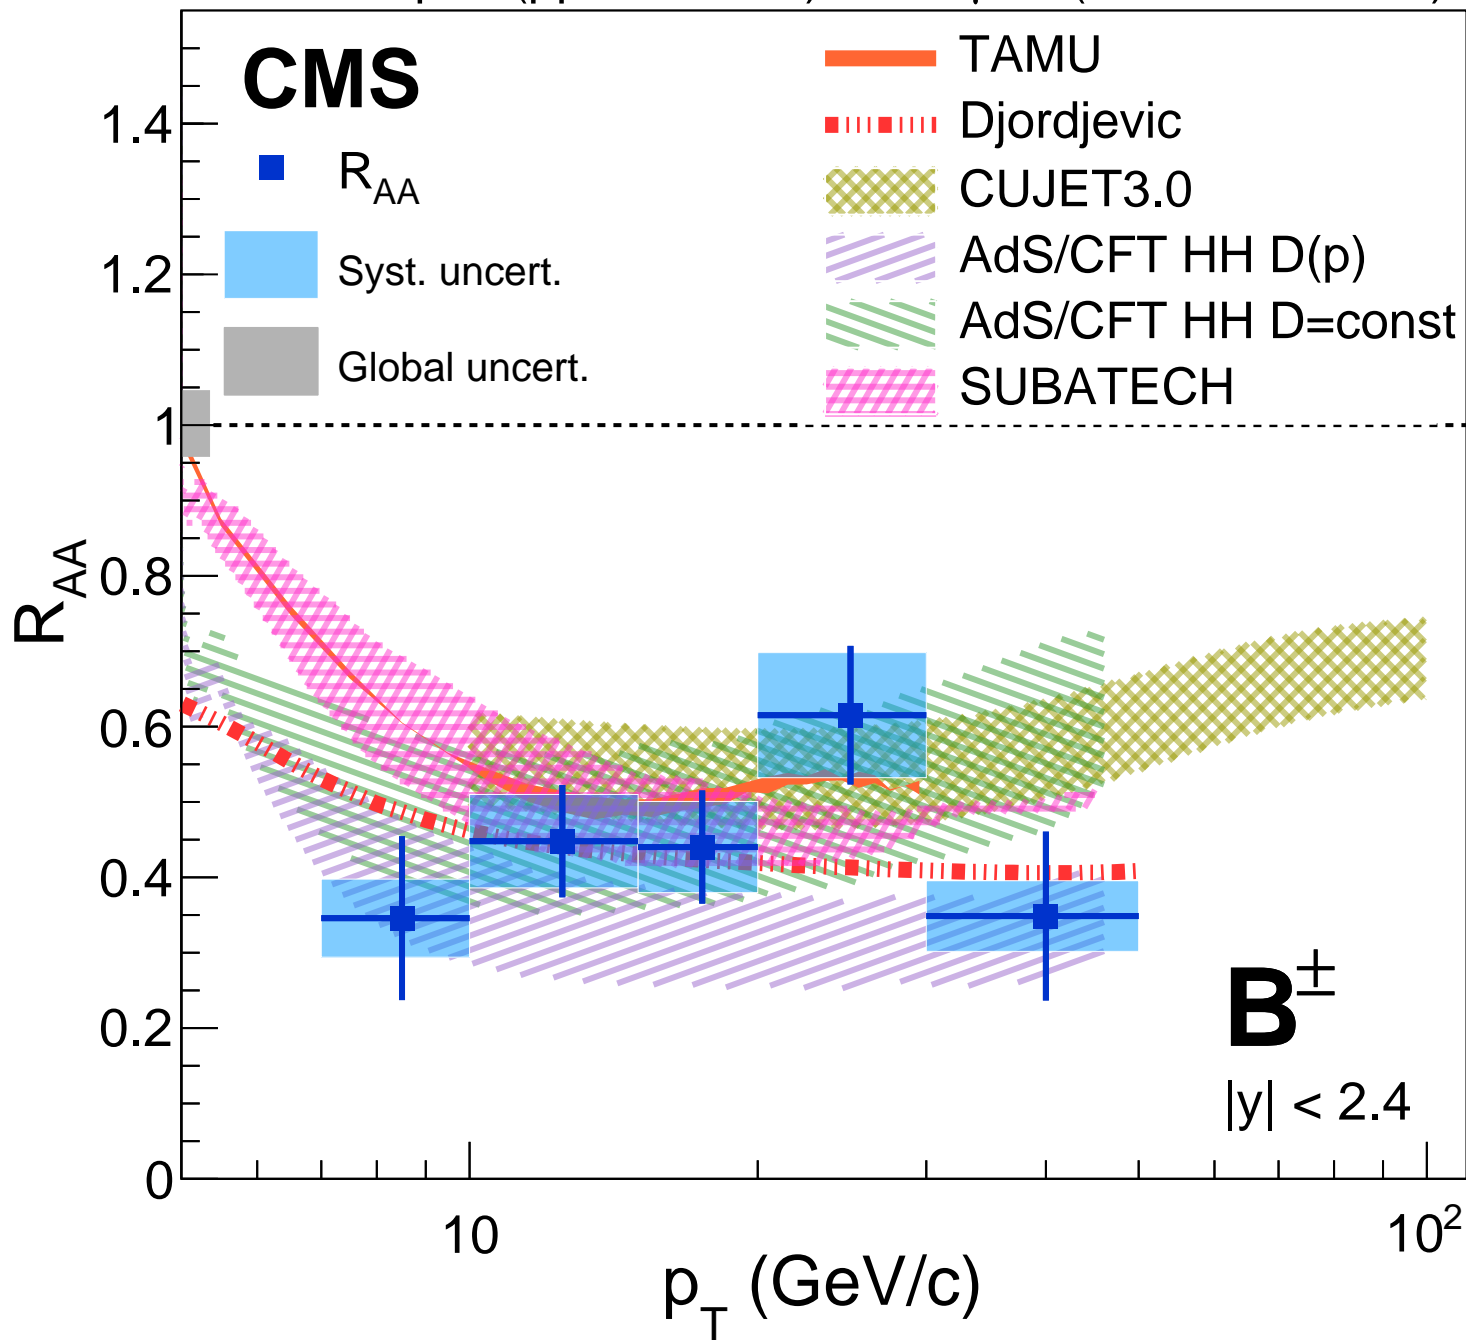 CMS
R_AA
Syst. uncert.
Global uncert.
TAMU
Djordjevic
CUJET3.0
AdS/CFT HH D(p)
AdS/CFT HH D=const
SUBATECH
1.4
1.2
1
0.8
0.6
0.4
0.2
0
R_AA
B^±
|y| < 2.4
10
10²
p_T (GeV/c)